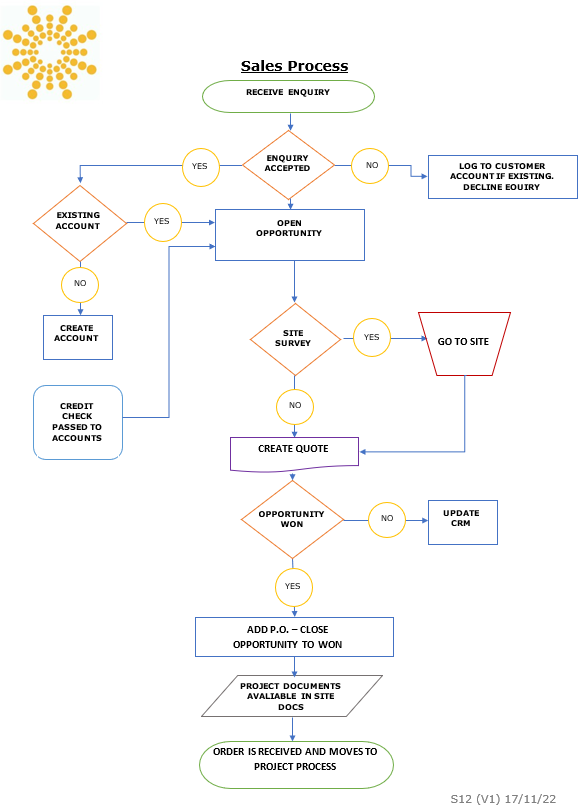 Sales Process
RECEIVE ENQUIRY
ENQUIRY
ACCEPTED
YES
NO
LOG TO CUSTOMER
ACCOUNT IF EXISTING.
DECLINE EQUIRY
EXISTING
ACCOUNT
YES
OPEN
OPPORTUNITY
NO
CREATE
ACCOUNT
SITE
SURVEY
YES
GO TO SITE
CREDIT
CHECK
PASSED TO
ACCOUNTS
NO
CREATE QUOTE
OPPORTUNITY
WON
NO
UPDATE
CRM
YES
ADD P.O. – CLOSE
OPPORTUNITY TO WON
PROJECT DOCUMENTS
AVALIABLE IN SITE
DOCS
ORDER IS RECEIVED AND MOVES TO
PROJECT PROCESS
S12 (V1) 17/11/22